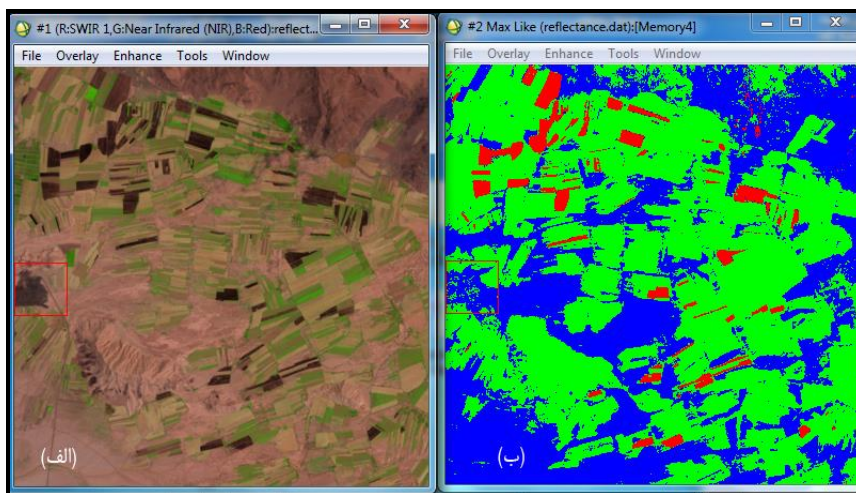 #1 (R:SWIR 1,G:Near Infrared (NIR),B:Red):reflect...
File Overlay Enhance Tools Window
(الف)
#2 Max Like (reflectance.dat):[Memory4]
File Overlay Enhance Tools Window
(ب)